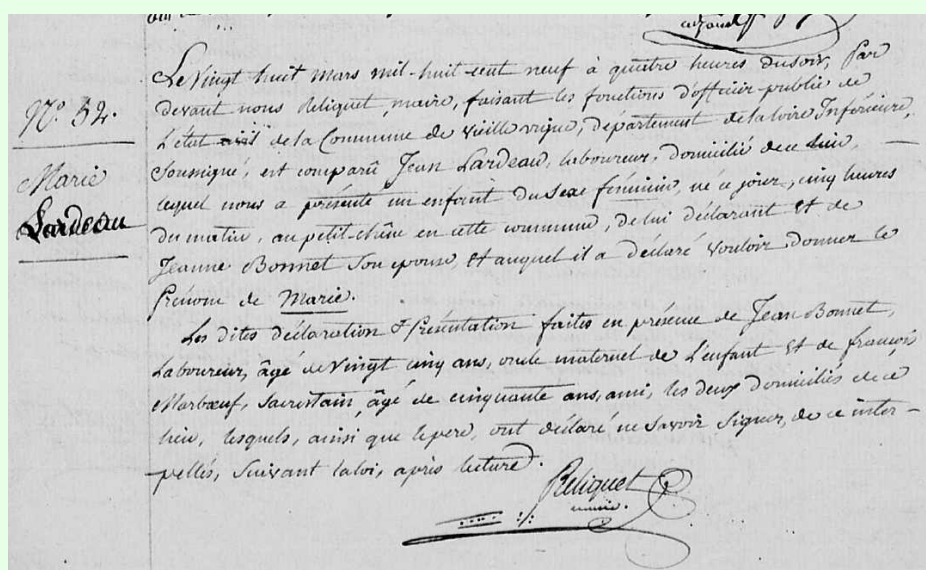 Le Vingt huit mars mil-huit-cent neuf à quatre heures du soir, Par
devant nous Réliquet, maire, faisant les fonctions d'officier public de
N.° 52.
L'état civil de la Commune de vieillevigne, département de la loire Inférieure,
Soussigné, est comparû Jean Lardeau, laboureur, domicilié de ce lieu,
Marie
lequel nous a présenté un enfant du Sexe féminin, né ce jour, cinq heures
Lardeau
du matin, au petit-chêne en cette commune, de lui déclarant et de
Jeanne Bonnet Son épouse, et auquel il a déclaré vouloir donner le
Prénom de Marie.
Les dites déclaration & Présentation faites en présence de Jean Bonnet,
Laboureur, âgé de Vingt cinq ans, oncle maternel de L'enfant et de françois
Marboeuf, Sacristain, âgé de cinquante ans, ami, les deux domiciliés de ce
lieu, lesquels, ainsi que le pere, ont déclaré ne Savoir Signer, de ce inter-
-pellés, Suivant la loi, après lecture.
Réliquet
maire